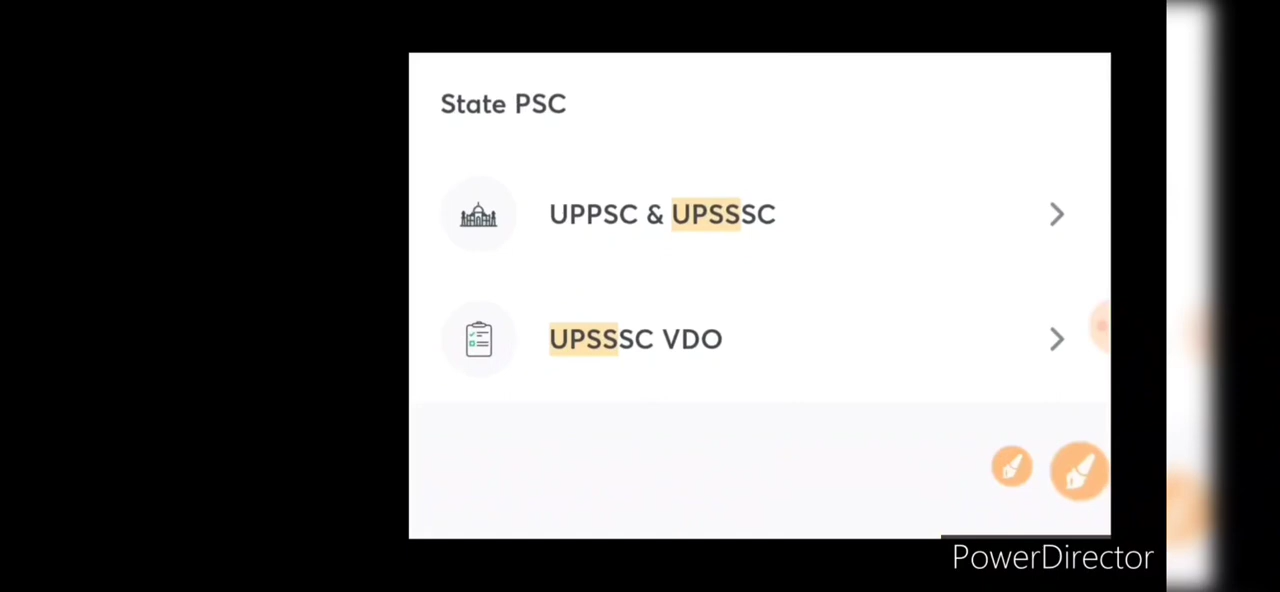 State PSC
UPPSC & UPSSSC
UPSSSC VDO
PowerDirector